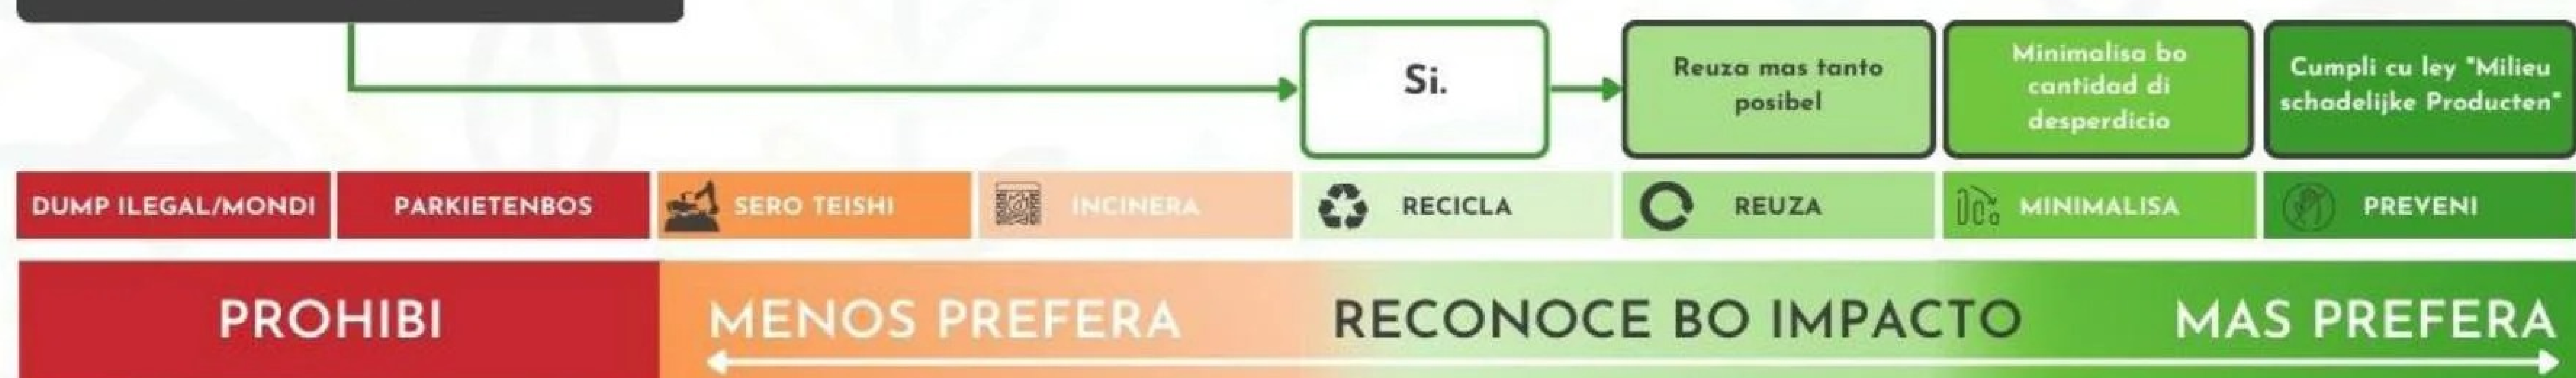 Si.
Reuza mas tanto
posibel
Minimalisa bo
cantidad di
desperdicio
Cumpli cu ley "Milieu
schadelijke Producten"
DUMP ILEGAL/MONDI
PARKIETENBOS
SERO TEISHI
INCINERA
RECICLA
REUZA
MINIMALISA
PREVENI
PROHIBI
MENOS PREFERA
RECONOCE BO IMPACTO
MAS PREFERA